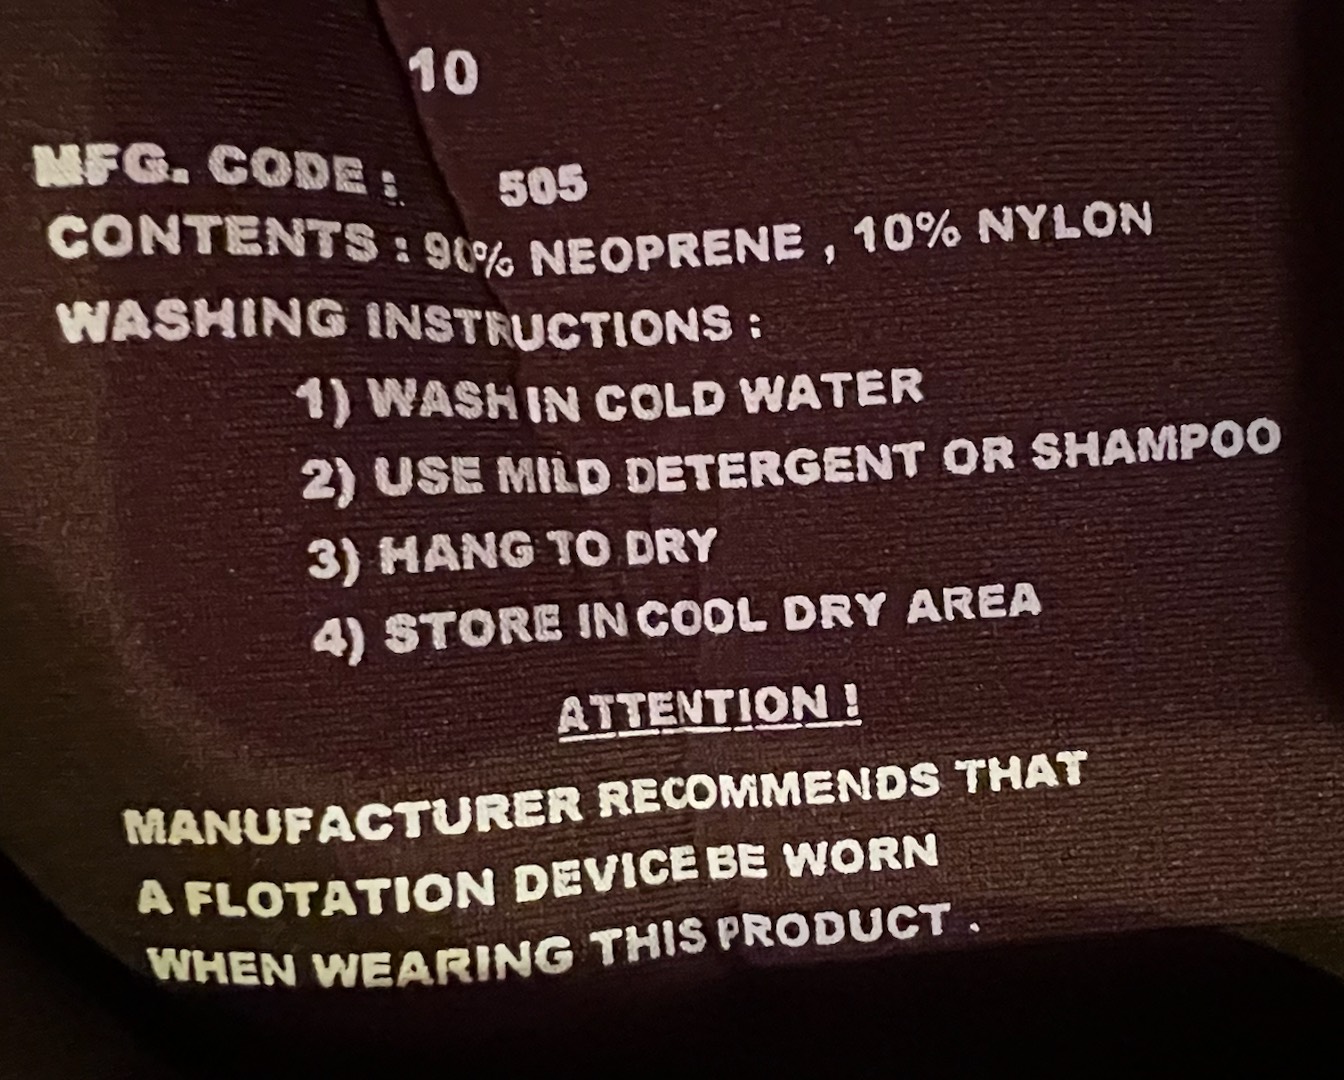 10
MFG. CODE : 505
CONTENTS : 90% NEOPRENE , 10% NYLON
WASHING INSTRUCTIONS :
1) WASH IN COLD WATER
2) USE MILD DETERGENT OR SHAMPOO
3) HANG TO DRY
4) STORE IN COOL DRY AREA
ATTENTION !
MANUFACTURER RECOMMENDS THAT
A FLOTATION DEVICE BE WORN
WHEN WEARING THIS PRODUCT .